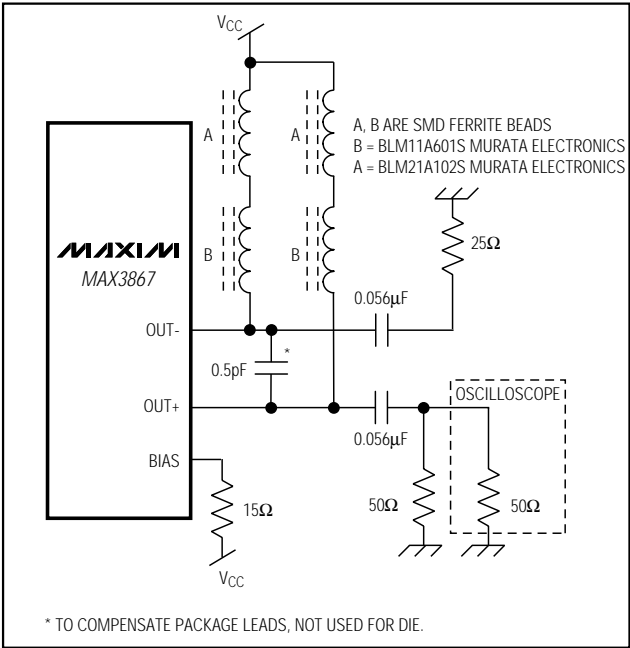 VCC
A
A
A, B ARE SMD FERRITE BEADS
B = BLM11A601S MURATA ELECTRONICS
A = BLM21A102S MURATA ELECTRONICS
B
B
25Ω
MAXIM
MAX3867
0.056µF
OUT-
*
0.5pF
OUT+
OSCILLOSCOPE
0.056µF
BIAS
15Ω
50Ω
50Ω
VCC
* TO COMPENSATE PACKAGE LEADS, NOT USED FOR DIE.